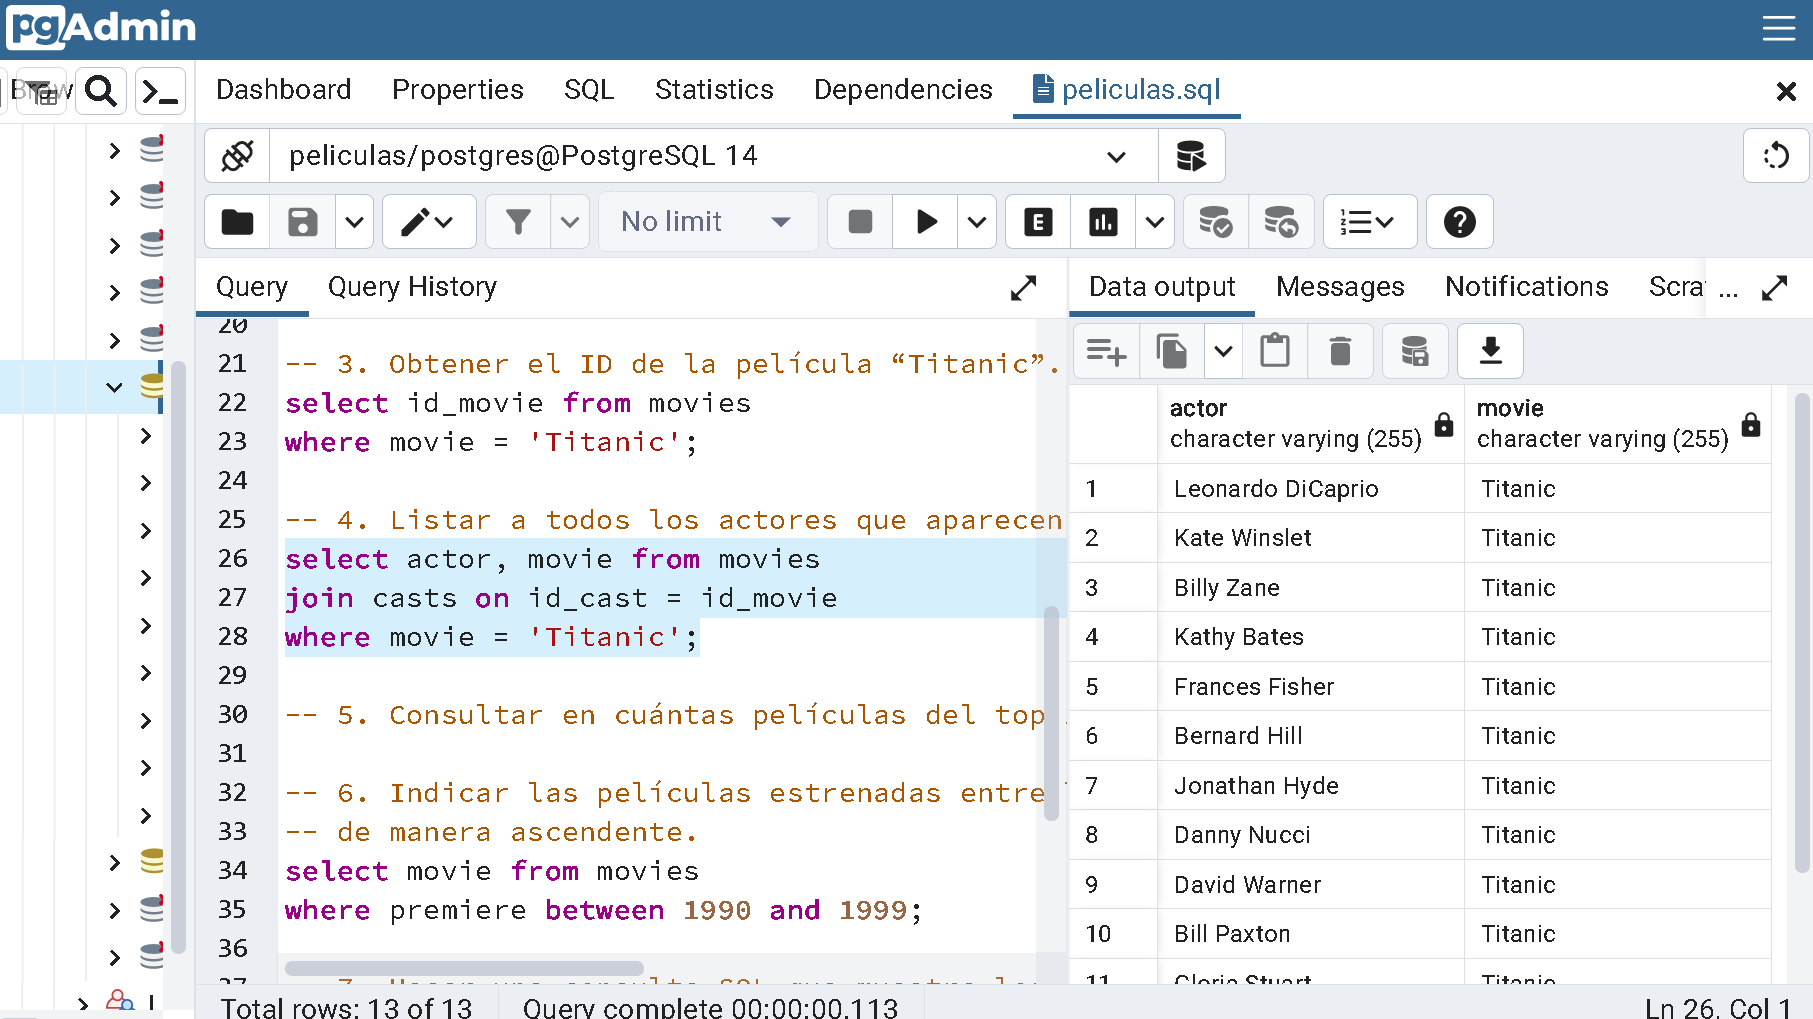 pgAdmin
Brow
Dashboard Properties SQL Statistics Dependencies peliculas.sql
peliculas/postgres@PostgreSQL 14
No limit
E
Query Query History
Data output Messages Notifications Scra ...
20
21 -- 3. Obtener el ID de la película “Titanic”.
22 select id_movie from movies
23 where movie = 'Titanic';
24
25 -- 4. Listar a todos los actores que aparecen
26 select actor, movie from movies
27 join casts on id_cast = id_movie
28 where movie = 'Titanic';
29
30 -- 5. Consultar en cuántas películas del top
31
32 -- 6. Indicar las películas estrenadas entre
33 -- de manera ascendente.
34 select movie from movies
35 where premiere between 1990 and 1999;
36
actor movie
character varying (255) character varying (255)
1 Leonardo DiCaprio Titanic
2 Kate Winslet Titanic
3 Billy Zane Titanic
4 Kathy Bates Titanic
5 Frances Fisher Titanic
6 Bernard Hill Titanic
7 Jonathan Hyde Titanic
8 Danny Nucci Titanic
9 David Warner Titanic
10 Bill Paxton Titanic
11 Gloria Stuart Titanic
Total rows: 13 of 13 Query complete 00:00:00.113 Ln 26, Col 1